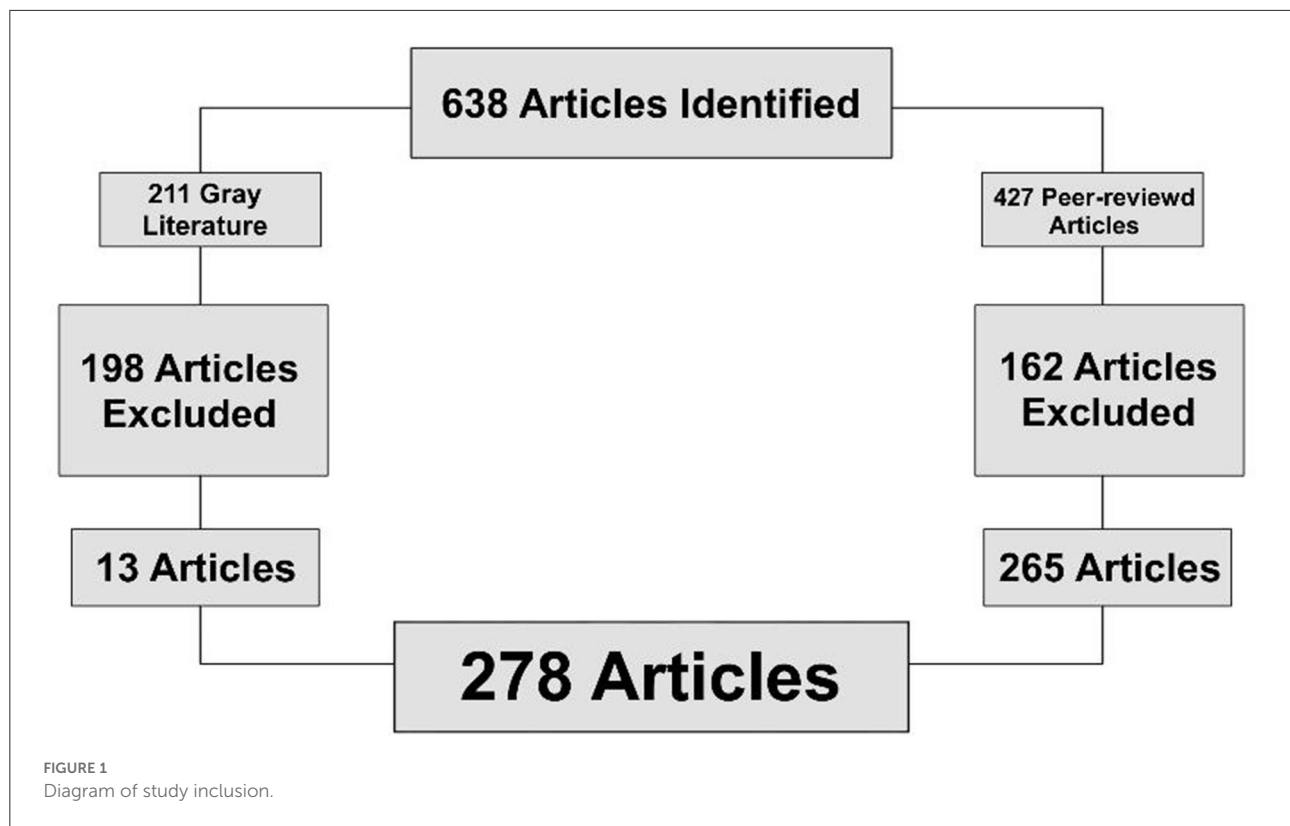 638 Articles Identified
211 Gray
Literature
427 Peer-reviewd
Articles
198 Articles
Excluded
162 Articles
Excluded
13 Articles
265 Articles
278 Articles
FIGURE 1
Diagram of study inclusion.